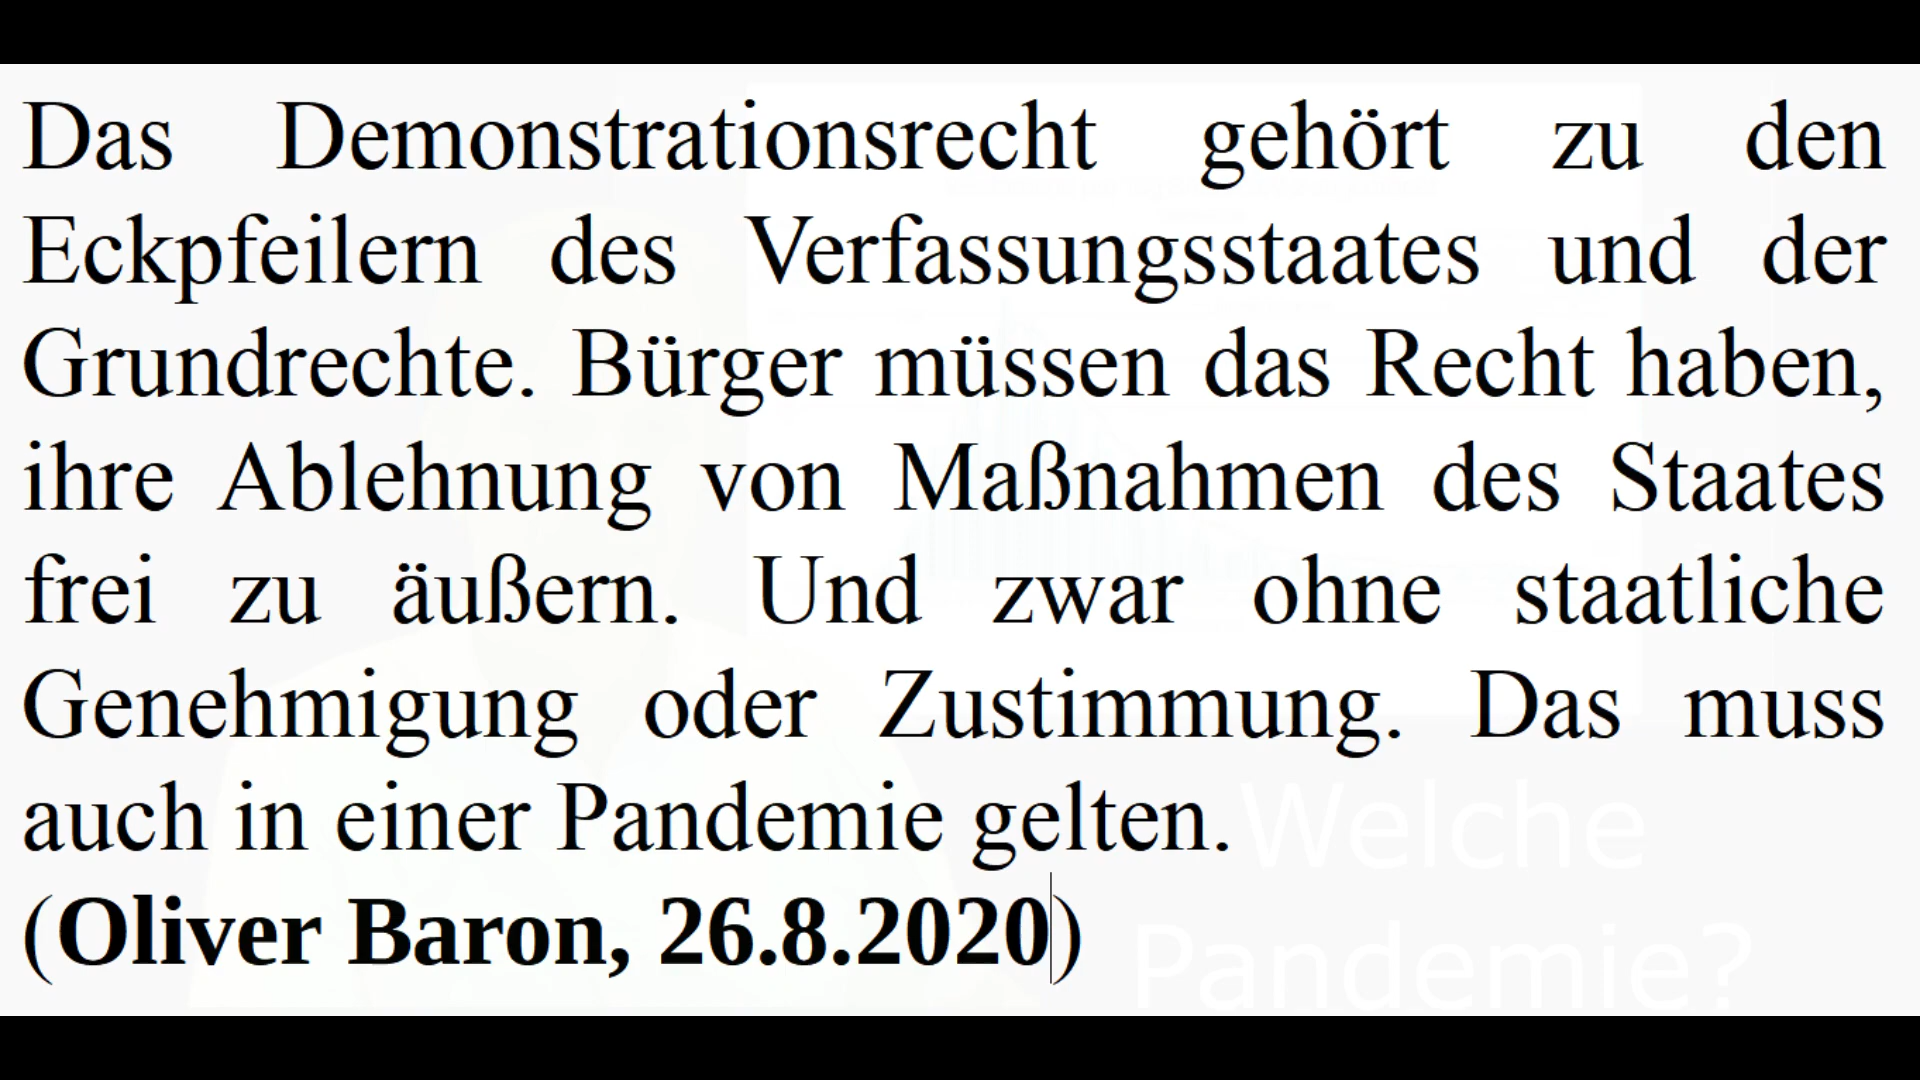 Das Demonstrationsrecht gehört zu den
Eckpfeilern des Verfassungsstaates und der
Grundrechte. Bürger müssen das Recht haben,
ihre Ablehnung von Maßnahmen des Staates
frei zu äußern. Und zwar ohne staatliche
Genehmigung oder Zustimmung. Das muss
auch in einer Pandemie gelten.
(Oliver Baron, 26.8.2020)
Welche
Pandemie?